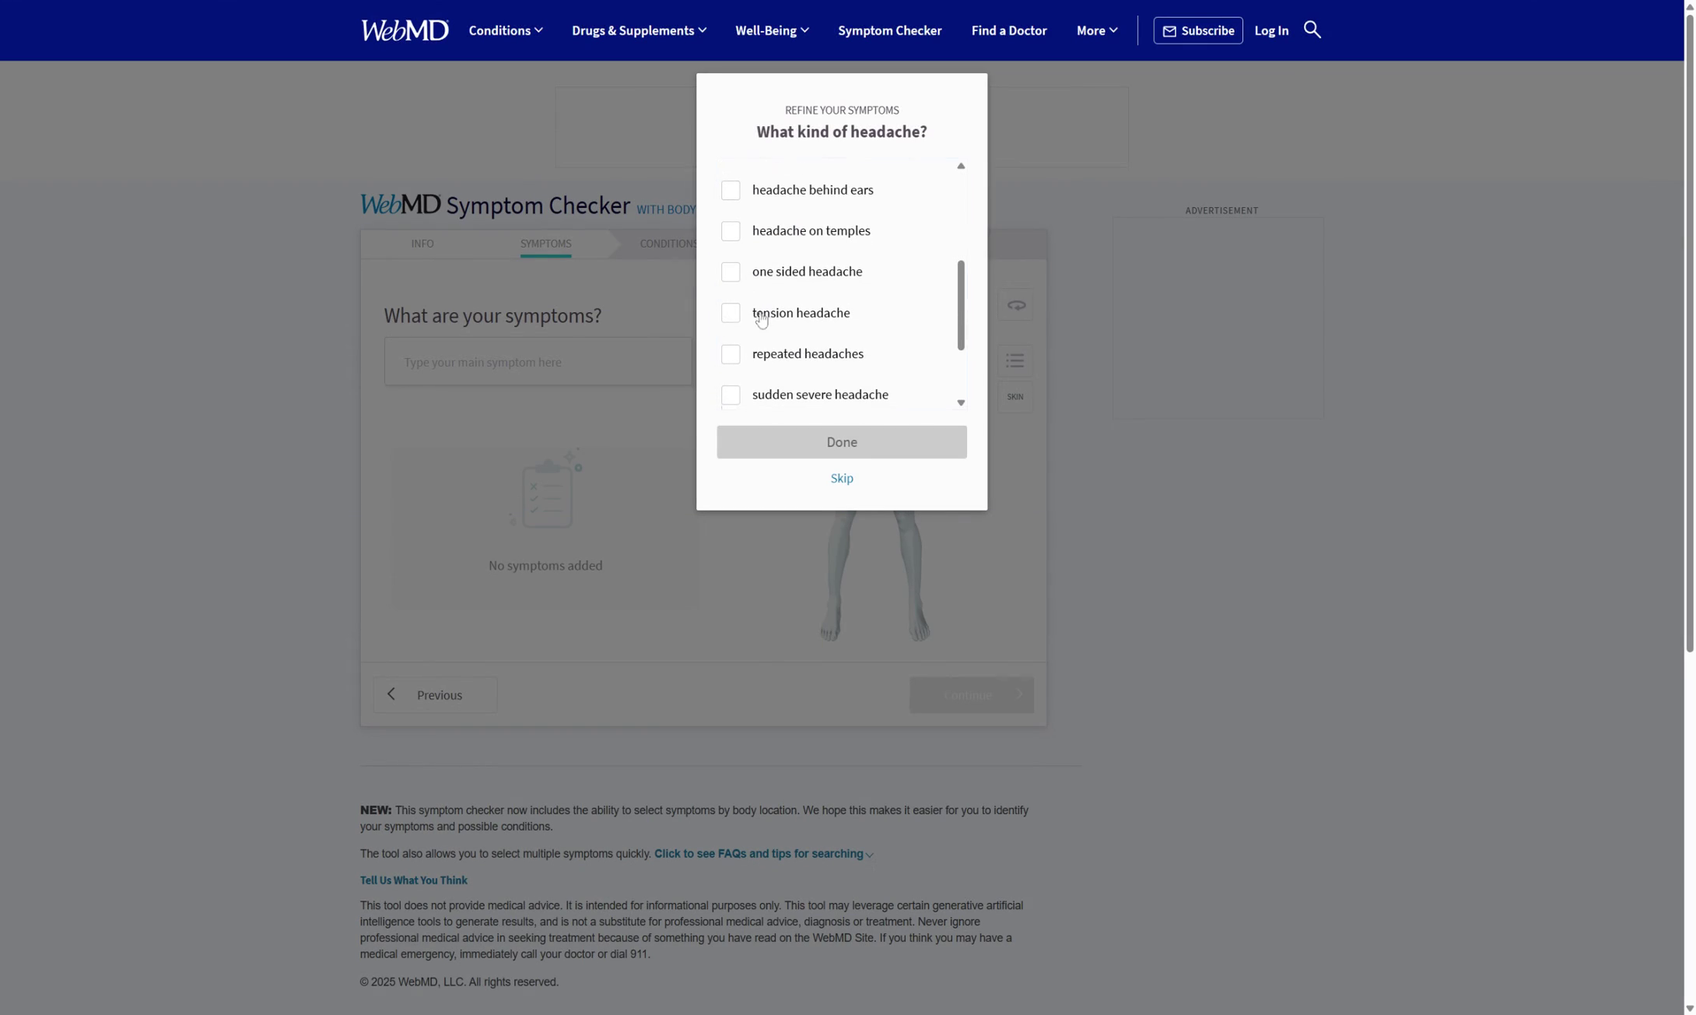 WebMD Conditions Drugs & Supplements Well-Being Symptom Checker Find a Doctor More Subscribe Log In
REFINE YOUR SYMPTOMS
What kind of headache?
headache behind ears
headache on temples
one sided headache
tension headache
repeated headaches
sudden severe headache
Done
Skip
WebMD Symptom Checker WITH BODY
ADVERTISEMENT
INFO SYMPTOMS CONDITIONS
What are your symptoms?
Type your main symptom here
SKIN
No symptoms added
Previous Continue
NEW: This symptom checker now includes the ability to select symptoms by body location. We hope this makes it easier for you to identify
your symptoms and possible conditions.
The tool also allows you to select multiple symptoms quickly. Click to see FAQs and tips for searching
Tell Us What You Think
This tool does not provide medical advice. It is intended for informational purposes only. This tool may leverage certain generative artificial
intelligence tools to generate results, and is not a substitute for professional medical advice, diagnosis or treatment. Never ignore
professional medical advice in seeking treatment because of something you have read on the WebMD Site. If you think you may have a
medical emergency, immediately call your doctor or dial 911.
© 2025 WebMD, LLC. All rights reserved.